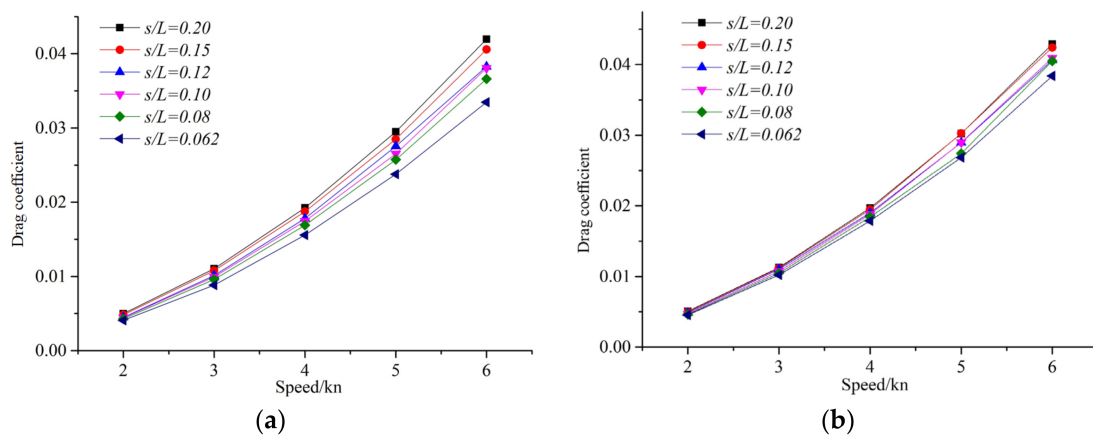 s/L=0.20
s/L=0.15
s/L=0.12
s/L=0.10
s/L=0.08
s/L=0.062
Drag coefficient
0.04
0.03
0.02
0.01
0.00
2 3 4 5 6
Speed/kn
(a)
s/L=0.20
s/L=0.15
s/L=0.12
s/L=0.10
s/L=0.08
s/L=0.062
Drag coefficient
0.04
0.03
0.02
0.01
0.00
2 3 4 5 6
Speed/kn
(b)